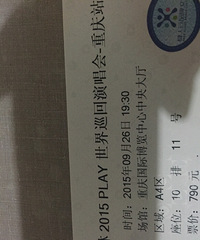 2015 PLAY 世界巡回演唱会-重庆站
时间：2015年09月26日 19:30
场馆：重庆国际博览中心中央大厅
区域：A4区
座位：10 排 11 号
票价：790 元